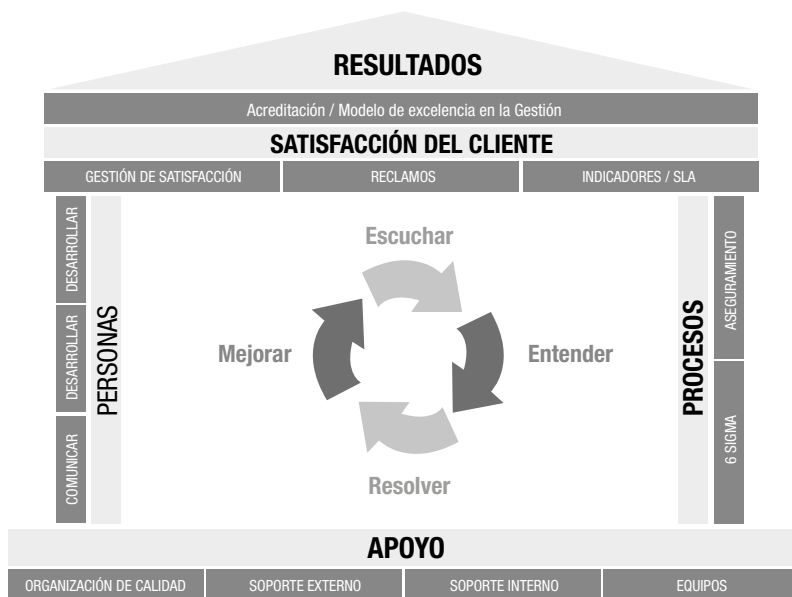 RESULTADOS
Acreditación / Modelo de excelencia en la Gestión
SATISFACCIÓN DEL CLIENTE
GESTIÓN DE SATISFACCIÓN
RECLAMOS
INDICADORES / SLA
DESARROLLAR
DESARROLLAR
COMUNICAR
PERSONAS
Escuchar
Mejorar
Entender
Resolver
PROCESOS
ASEGURAMIENTO
6 SIGMA
APOYO
ORGANIZACIÓN DE CALIDAD
SOPORTE EXTERNO
SOPORTE INTERNO
EQUIPOS